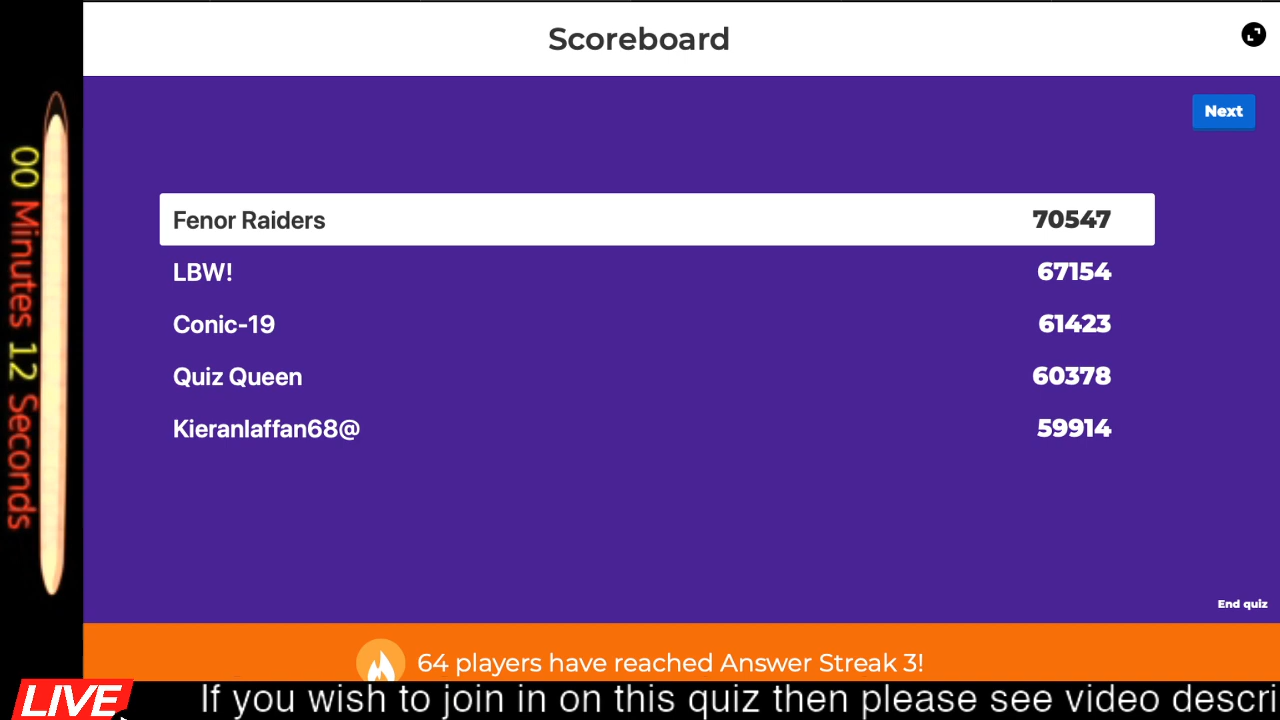 Scoreboard
Next
Fenor Raiders 70547
LBW! 67154
Conic-19 61423
Quiz Queen 60378
Kieranlaffan68@ 59914
End quiz
64 players have reached Answer Streak 3!
00 Minutes 12 Seconds
LIVE
If you wish to join in on this quiz then please see video descri